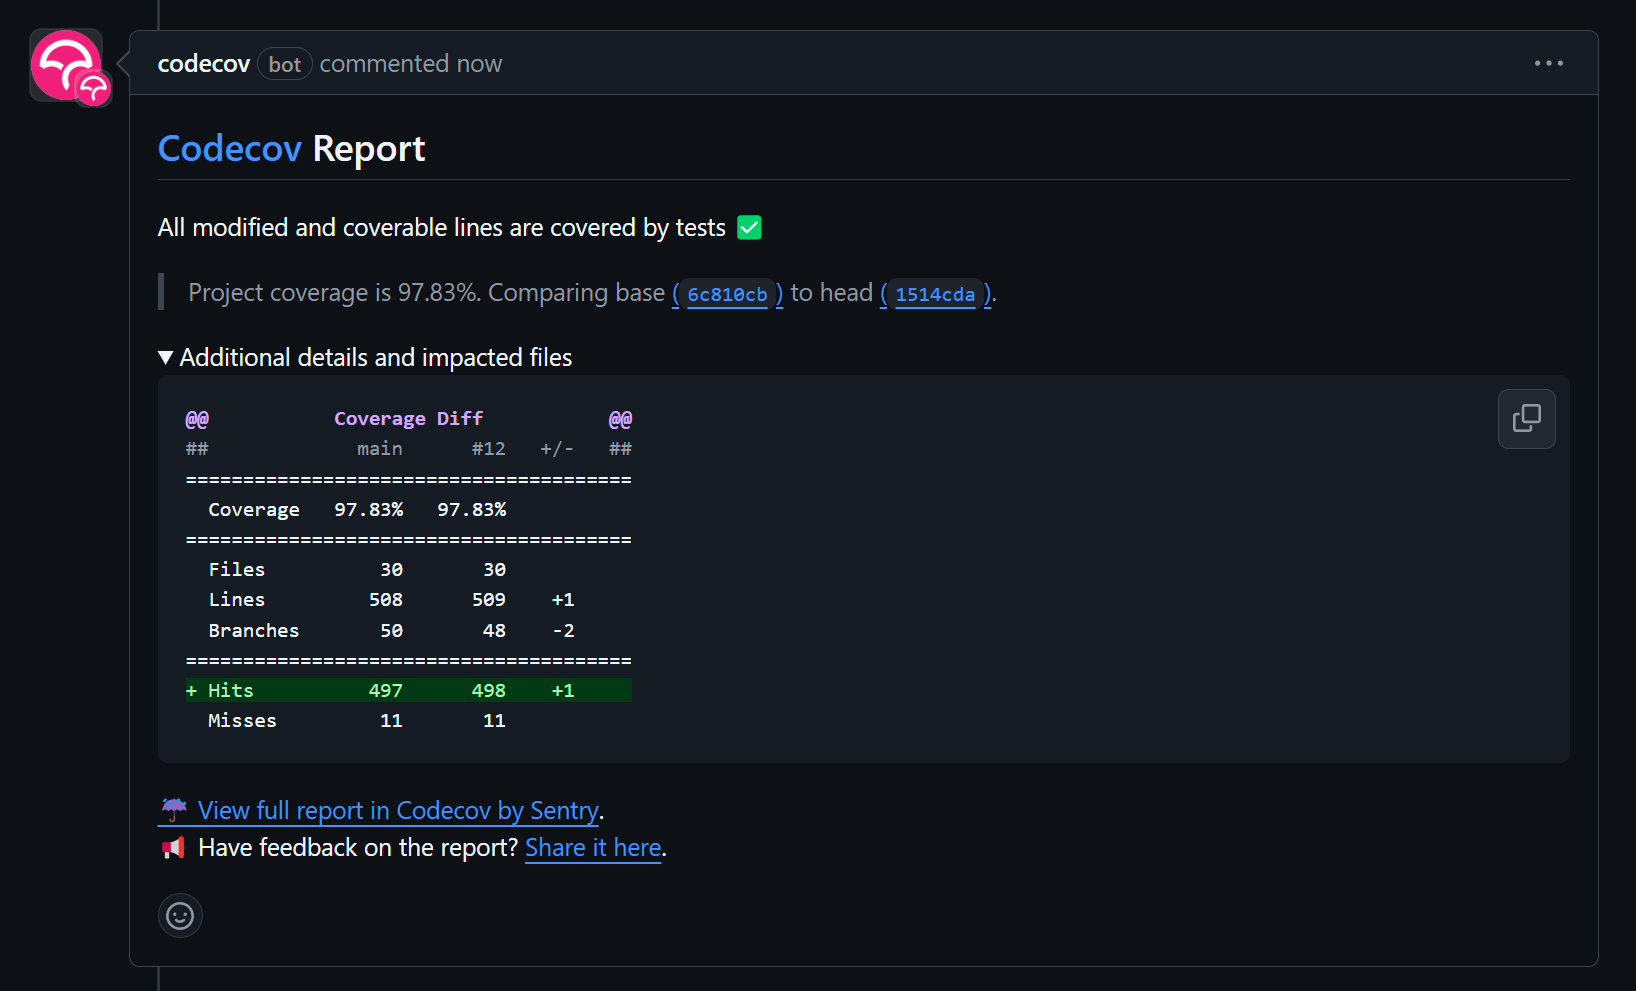 codecov bot commented now
Codecov Report
All modified and coverable lines are covered by tests ✅
Project coverage is 97.83%. Comparing base (6c810cb) to head (1514cda).
▼ Additional details and impacted files
@@             Coverage Diff           @@
##             main      #12   +/-   ##
=======================================
  Coverage   97.83%   97.83%
=======================================
  Files          30       30
  Lines         508      509    +1
  Branches       50       48    -2
=======================================
+ Hits          497      498    +1
  Misses         11       11
☔ View full report in Codecov by Sentry.
📢 Have feedback on the report? Share it here.